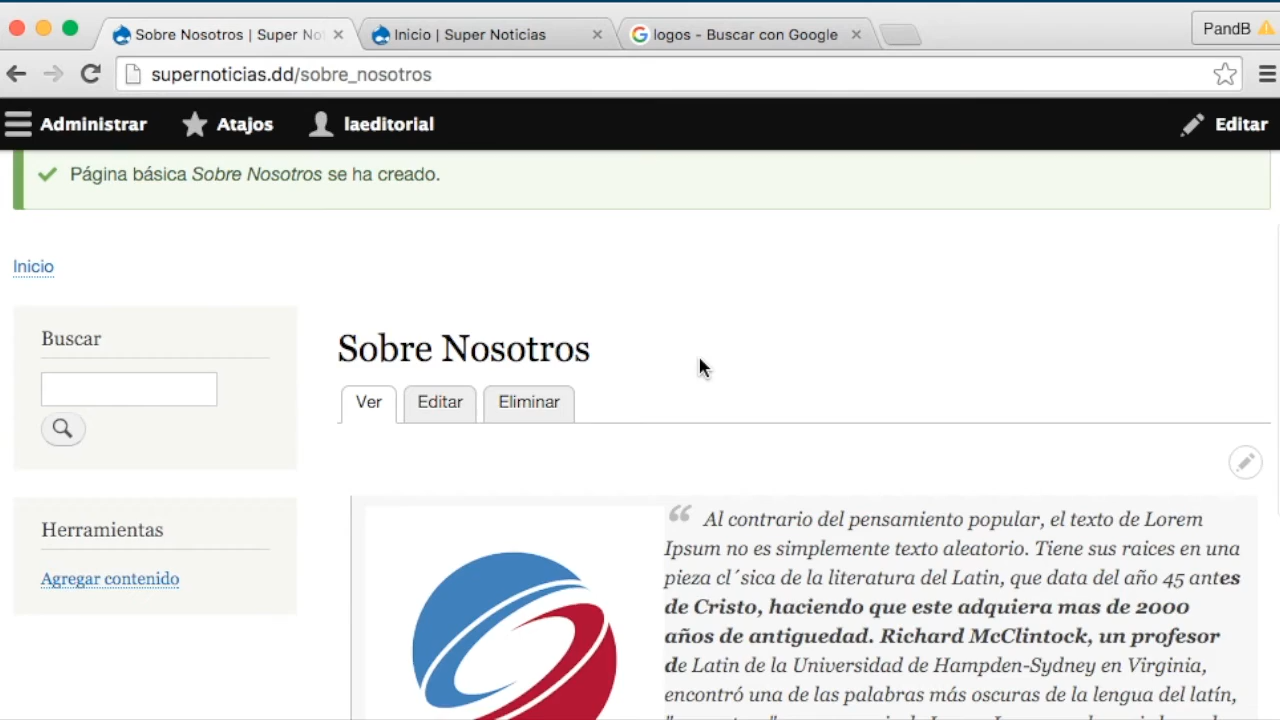 Sobre Nosotros | Super No
Inicio | Super Noticias
logos - Buscar con Google
PandB
supernoticias.dd/sobre_nosotros
Administrar
Atajos
laeditorial
Editar
Página básica Sobre Nosotros se ha creado.
Inicio
Buscar
Sobre Nosotros
Ver
Editar
Eliminar
Herramientas
Agregar contenido
“ Al contrario del pensamiento popular, el texto de Lorem
Ipsum no es simplemente texto aleatorio. Tiene sus raices en una
pieza cl´sica de la literatura del Latin, que data del año 45 antes
de Cristo, haciendo que este adquiera mas de 2000
años de antiguedad. Richard McClintock, un profesor
de Latin de la Universidad de Hampden-Sydney en Virginia,
encontró una de las palabras más oscuras de la lengua del latín,